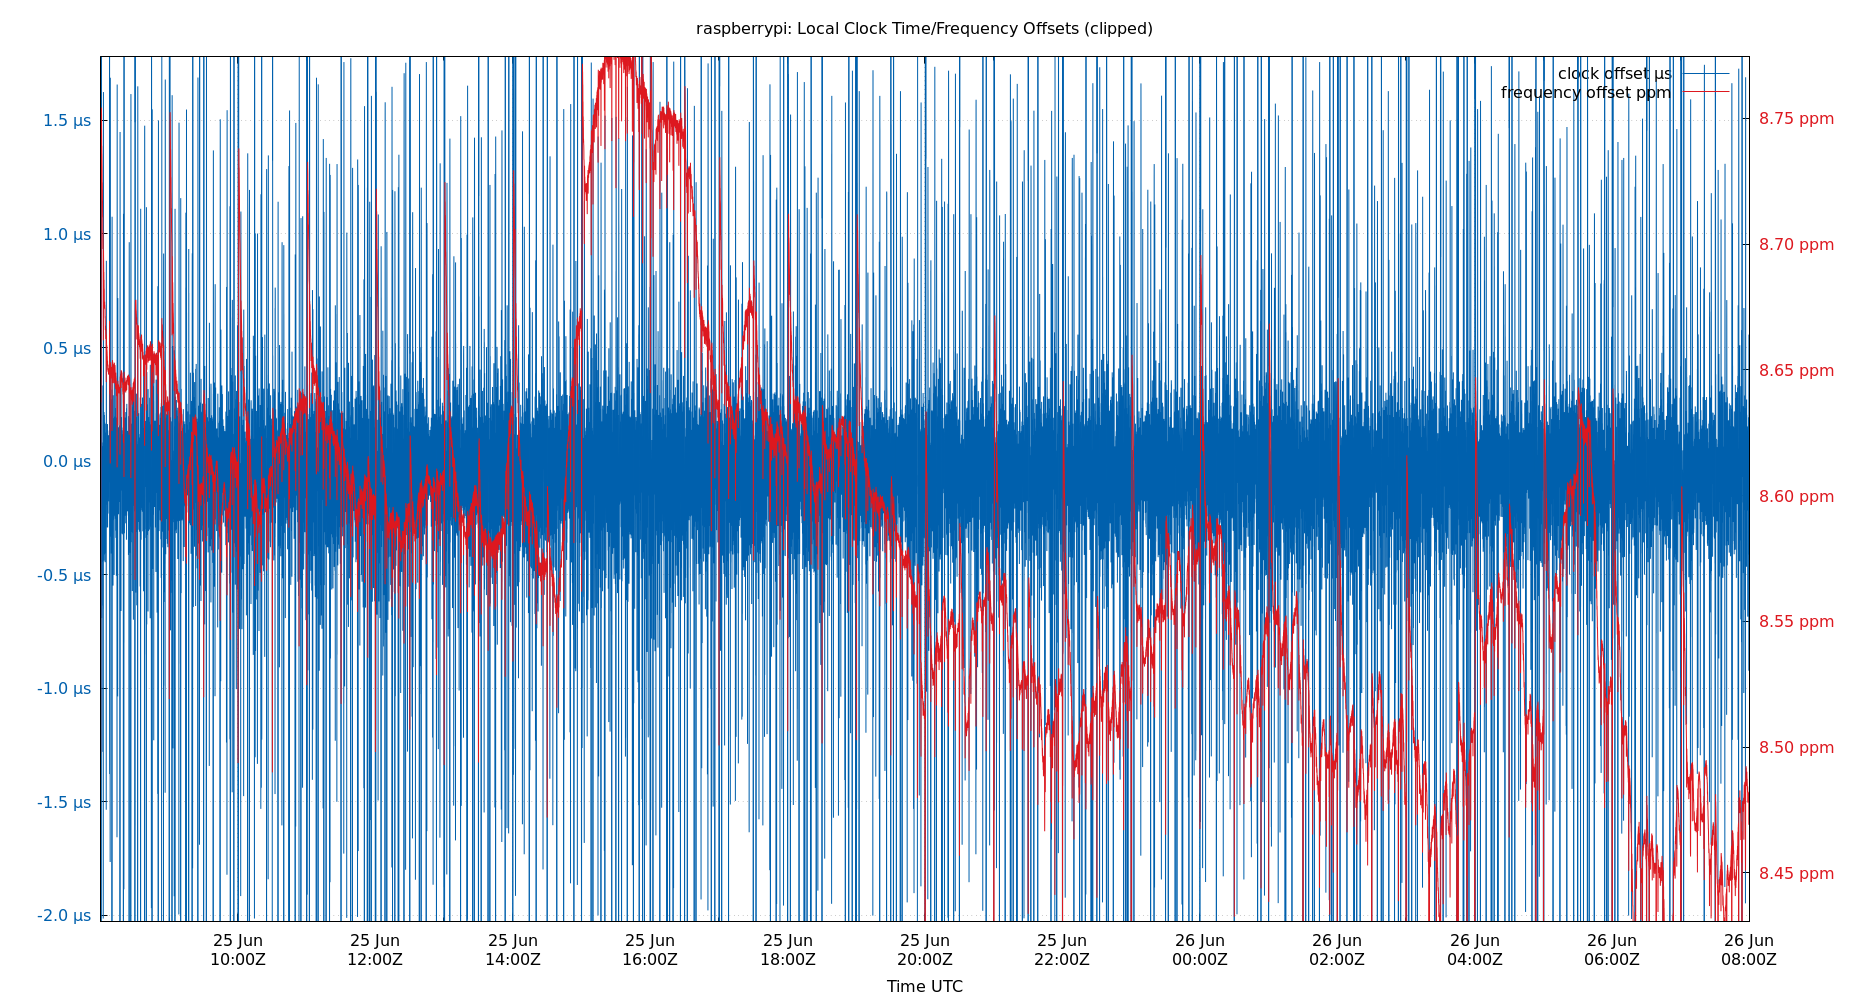 raspberrypi: Local Clock Time/Frequency Offsets (clipped)
clock offset µs
frequency offset ppm
1.5 µs
1.0 µs
0.5 µs
0.0 µs
-0.5 µs
-1.0 µs
-1.5 µs
-2.0 µs
8.75 ppm
8.70 ppm
8.65 ppm
8.60 ppm
8.55 ppm
8.50 ppm
8.45 ppm
25 Jun 25 Jun 25 Jun 25 Jun 25 Jun 25 Jun 25 Jun 26 Jun 26 Jun 26 Jun 26 Jun 26 Jun
10:00Z 12:00Z 14:00Z 16:00Z 18:00Z 20:00Z 22:00Z 00:00Z 02:00Z 04:00Z 06:00Z 08:00Z
Time UTC